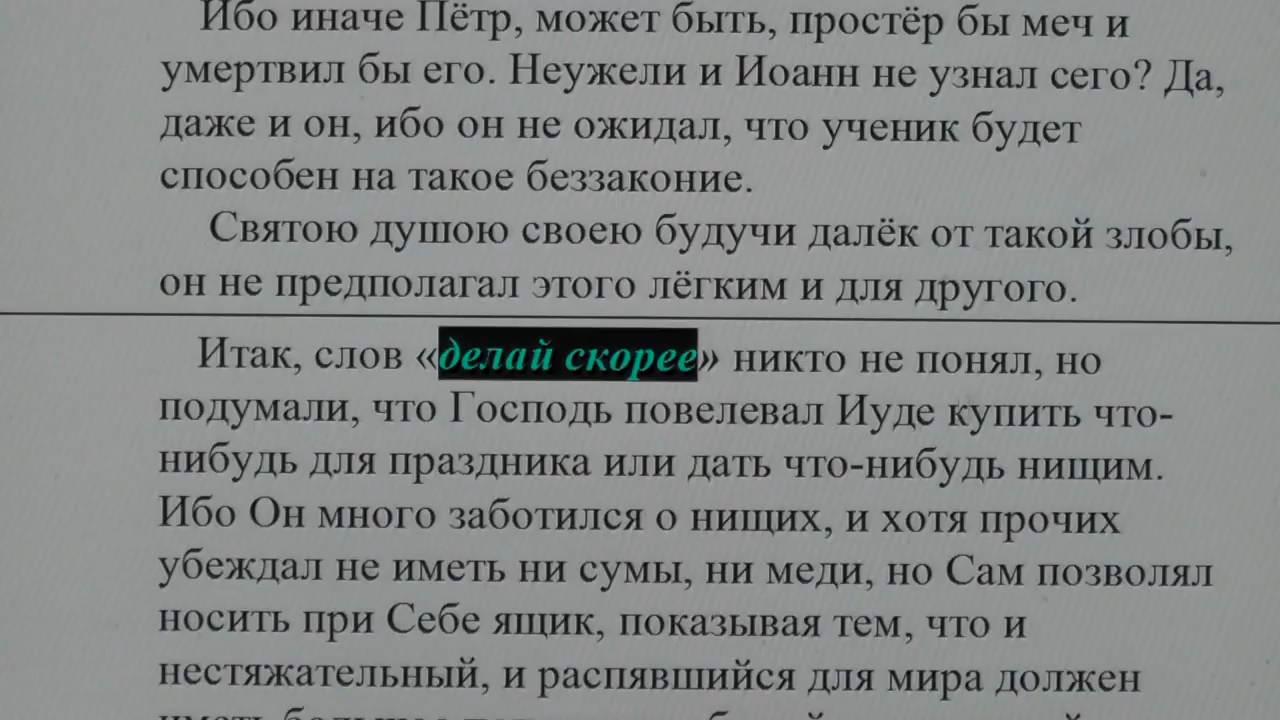 Ибо иначе Пётр, может быть, простёр бы меч и
умертвил бы его. Неужели и Иоанн не узнал сего? Да,
даже и он, ибо он не ожидал, что ученик будет
способен на такое беззаконие.
Святою душою своею будучи далёк от такой злобы,
он не предполагал этого лёгким и для другого.
Итак, слов «делай скорее» никто не понял, но
подумали, что Господь повелевал Иуде купить что-
нибудь для праздника или дать что-нибудь нищим.
Ибо Он много заботился о нищих, и хотя прочих
убеждал не иметь ни сумы, ни меди, но Сам позволял
носить при Себе ящик, показывая тем, что и
нестяжательный, и распявшийся для мира должен